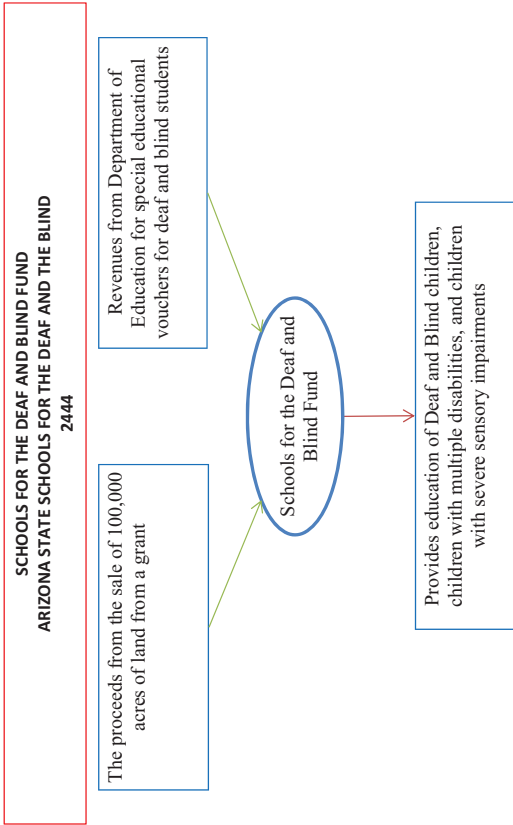 SCHOOLS FOR THE DEAF AND BLIND FUND
ARIZONA STATE SCHOOLS FOR THE DEAF AND THE BLIND
2444
The proceeds from the sale of 100,000
acres of land from a grant
Revenues from Department of
Education for special educational
vouchers for deaf and blind students
Schools for the Deaf and
Blind Fund
Provides education of Deaf and Blind children,
children with multiple disabilities, and children
with severe sensory impairments